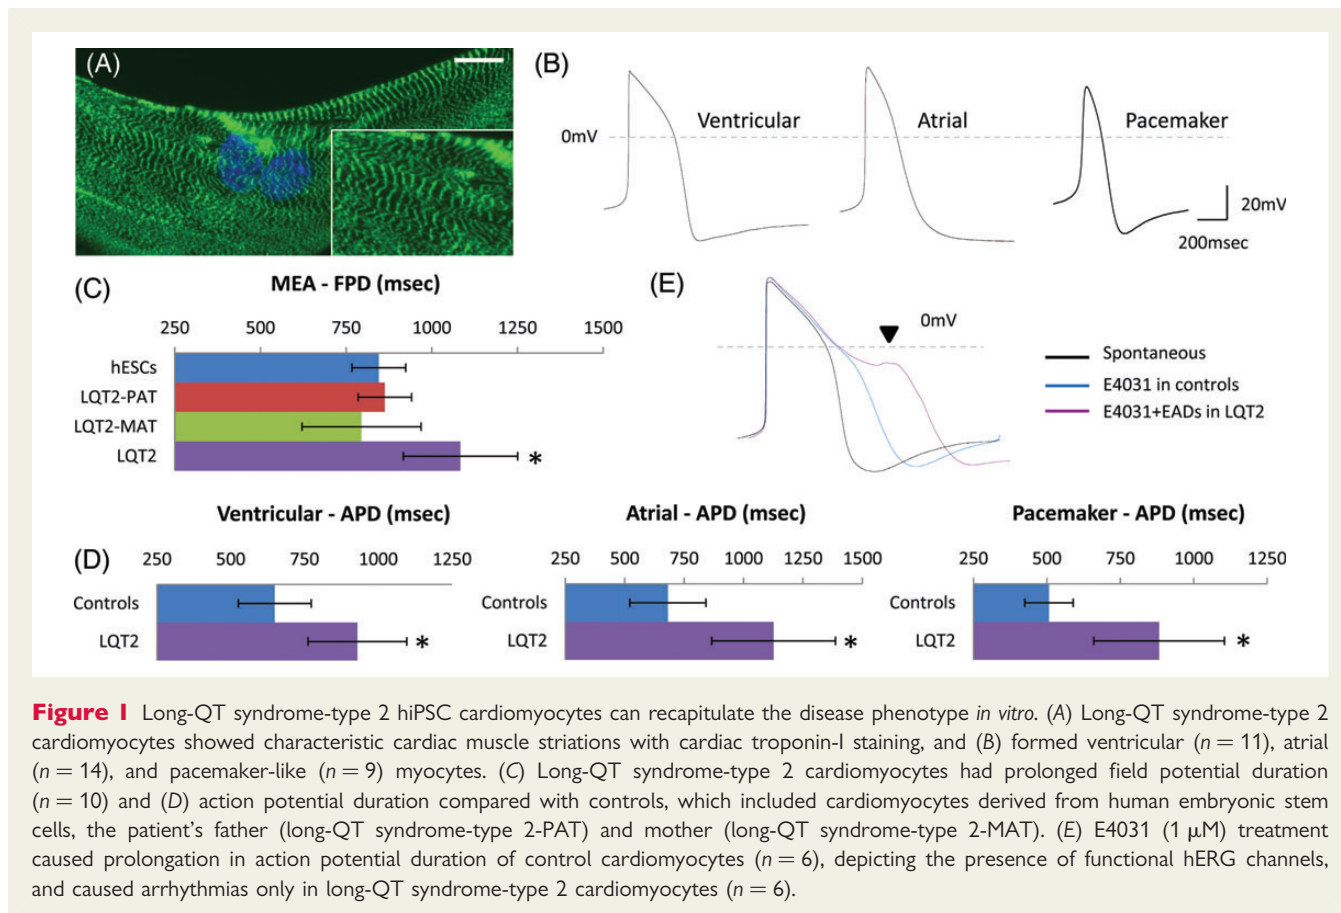 (A)
(B)
Ventricular
Atrial
Pacemaker
0mV
20mV
200msec
(C)
MEA - FPD (msec)
250 500 750 1000 1250 1500
hESCs
LQT2-PAT
LQT2-MAT
LQT2
*
(E)
0mV
Spontaneous
E4031 in controls
E4031+EADs in LQT2
(D)
Ventricular - APD (msec)
250 500 750 1000 1250
Controls
LQT2
*
Atrial - APD (msec)
250 500 750 1000 1250 1500
Controls
LQT2
*
Pacemaker - APD (msec)
250 500 750 1000 1250
Controls
LQT2
*
Figure 1 Long-QT syndrome-type 2 hiPSC cardiomyocytes can recapitulate the disease phenotype in vitro. (A) Long-QT syndrome-type 2
cardiomyocytes showed characteristic cardiac muscle striations with cardiac troponin-I staining, and (B) formed ventricular (n = 11), atrial
(n = 14), and pacemaker-like (n = 9) myocytes. (C) Long-QT syndrome-type 2 cardiomyocytes had prolonged field potential duration
(n = 10) and (D) action potential duration compared with controls, which included cardiomyocytes derived from human embryonic stem
cells, the patient's father (long-QT syndrome-type 2-PAT) and mother (long-QT syndrome-type 2-MAT). (E) E4031 (1 μM) treatment
caused prolongation in action potential duration of control cardiomyocytes (n = 6), depicting the presence of functional hERG channels,
and caused arrhythmias only in long-QT syndrome-type 2 cardiomyocytes (n = 6).